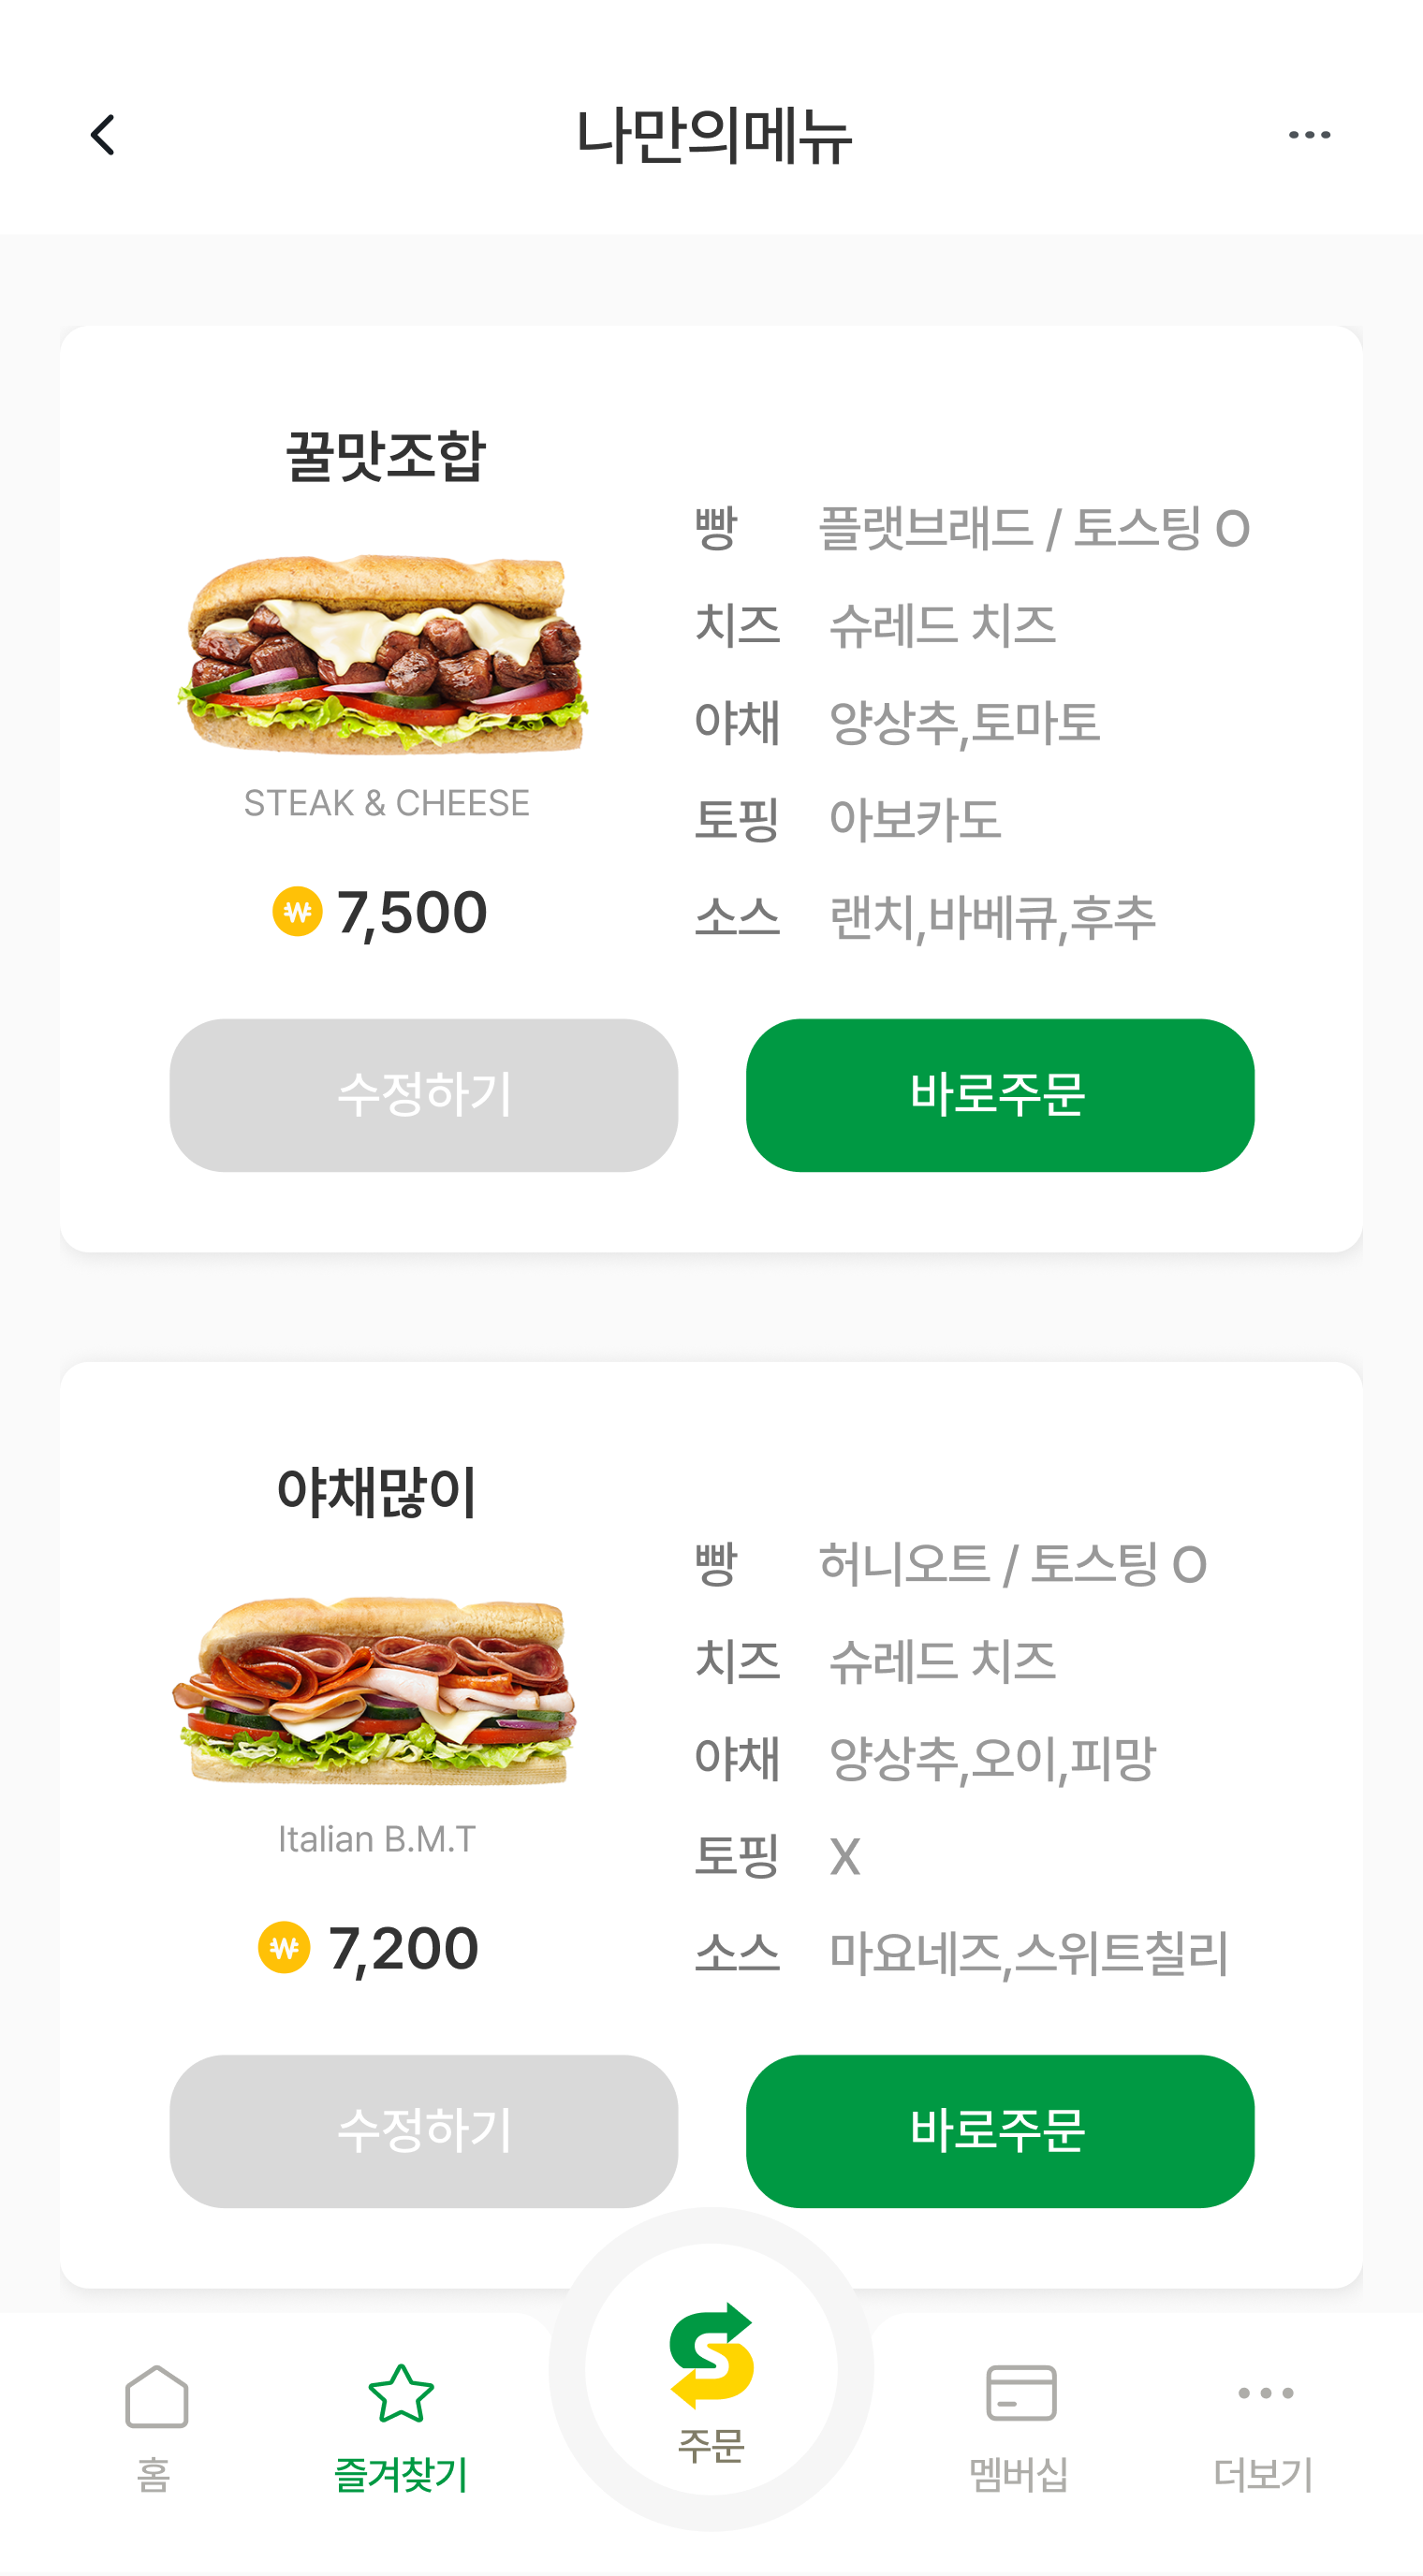 나만의메뉴
꿀맛조합
STEAK & CHEESE
₩ 7,500
빵 플랫브래드 / 토스팅 O
치즈 슈레드 치즈
야채 양상추,토마토
토핑 아보카도
소스 랜치,바베큐,후추
수정하기 바로주문
야채많이
Italian B.M.T
₩ 7,200
빵 허니오트 / 토스팅 O
치즈 슈레드 치즈
야채 양상추,오이,피망
토핑 X
소스 마요네즈,스위트칠리
수정하기 바로주문
홈 즐겨찾기 주문 멤버십 더보기